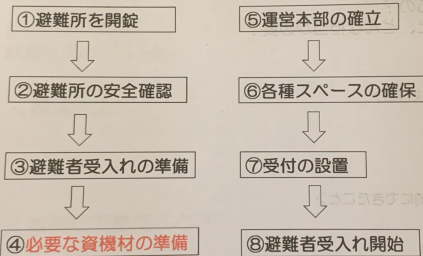 ①避難所を開錠
②避難所の安全確認
③避難者受入れの準備
④必要な資機材の準備
⑤運営本部の確立
⑥各種スペースの確保
⑦受付の設置
⑧避難者受入れ開始